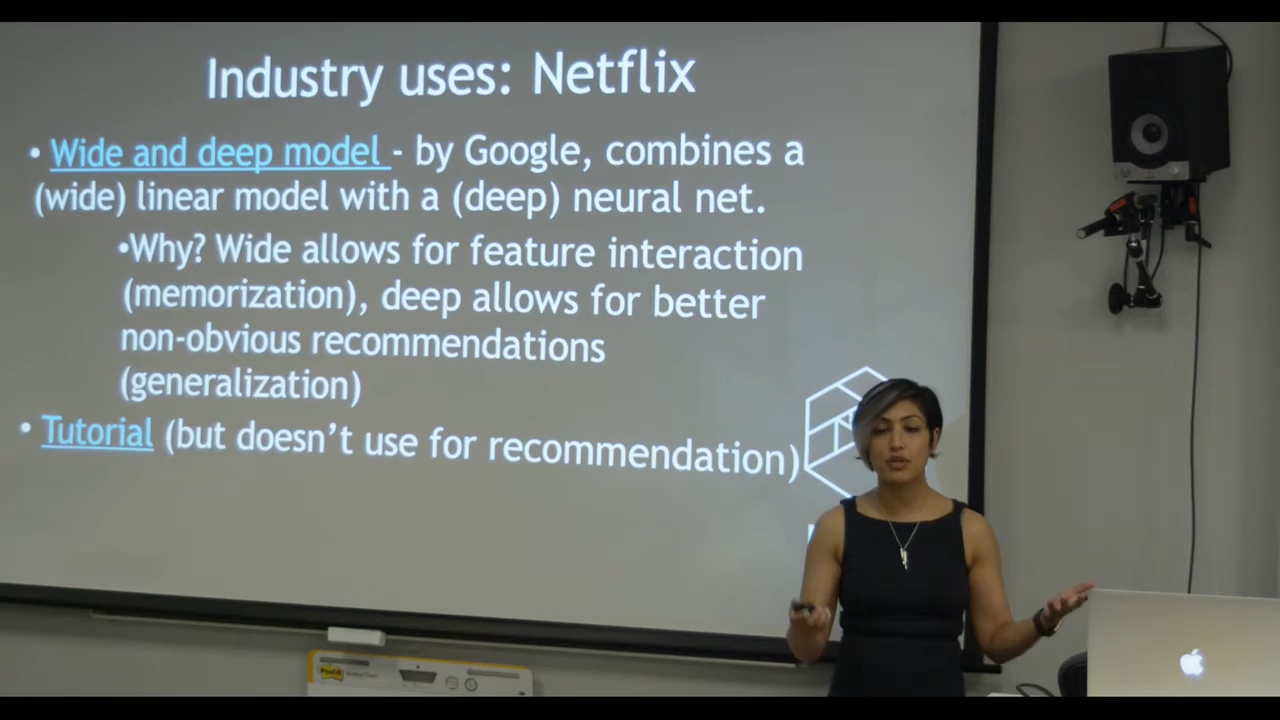 Industry uses: Netflix
• Wide and deep model - by Google, combines a
(wide) linear model with a (deep) neural net.
•Why? Wide allows for feature interaction
(memorization), deep allows for better
non-obvious recommendations
(generalization)
• Tutorial (but doesn't use for recommendation)
Post-it